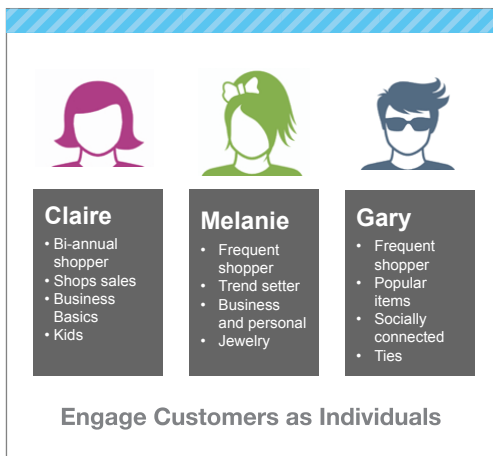 Claire
• Bi-annual
shopper
• Shops sales
• Business
Basics
• Kids
Melanie
• Frequent
shopper
• Trend setter
• Business
and personal
• Jewelry
Gary
• Frequent
shopper
• Popular
items
• Socially
connected
• Ties
Engage Customers as Individuals